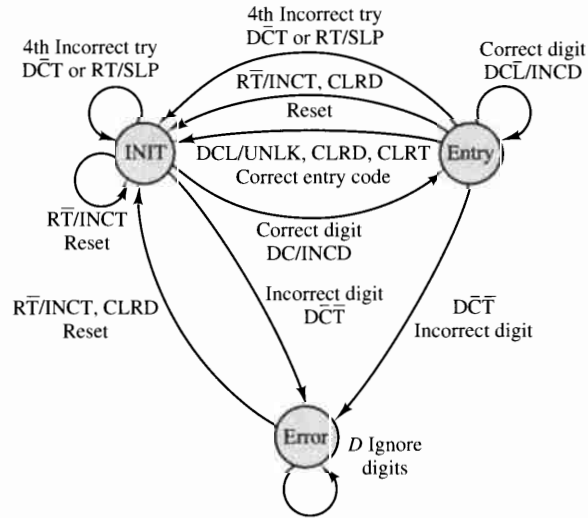 4th Incorrect try
DC̅T or RT/SLP
4th Incorrect try
DC̅T or RT/SLP
Correct digit
DCL̅/INCD
RT̅/INCT, CLRD
Reset
INIT
Entry
DCL/UNLK, CLRD, CLRT
Correct entry code
RT̅/INCT
Reset
Correct digit
DC/INCD
Incorrect digit
DC̅T̅
RT̅/INCT, CLRD
Reset
DC̅T̅
Incorrect digit
Error
D Ignore
digits